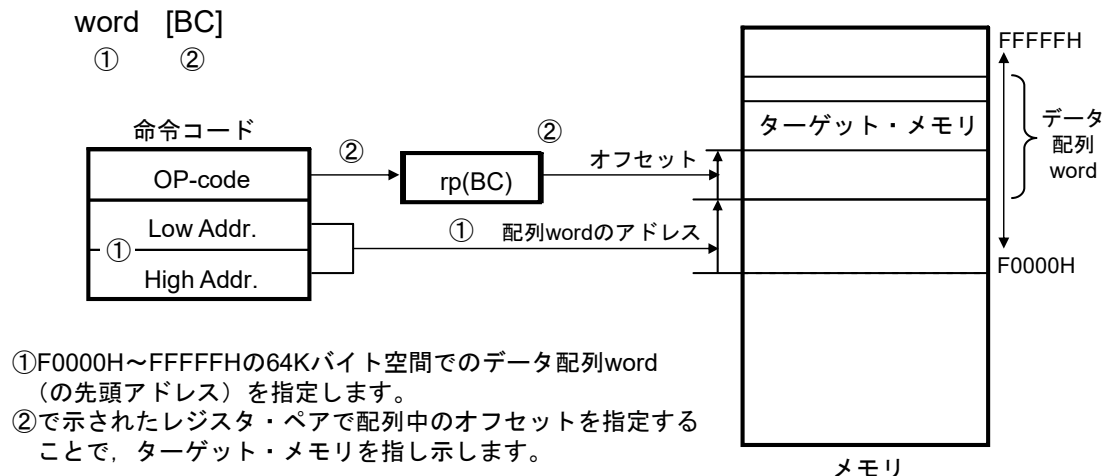 word [BC]
① ②
命令コード
OP-code
Low Addr.
①
High Addr.
②
rp(BC)
②
オフセット
① 配列wordのアドレス
ターゲット・メモリ
FFFFFH
データ
配列
word
F0000H
メモリ
①F0000H～FFFFFHの64Kバイト空間でのデータ配列word
（の先頭アドレス）を指定します。
②で示されたレジスタ・ペアで配列中のオフセットを指定する
ことで，ターゲット・メモリを指し示します。